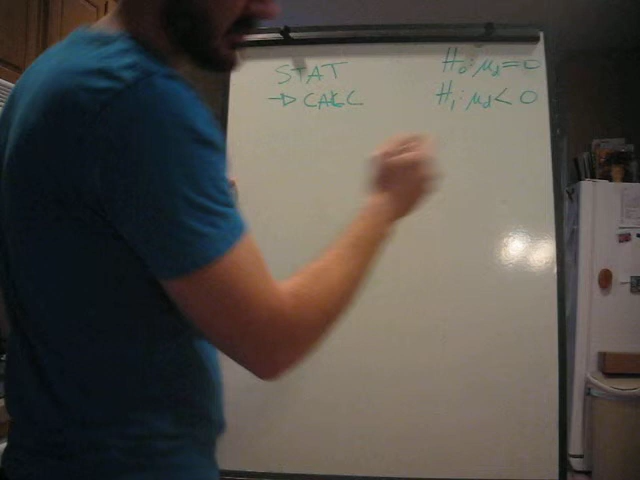 STAT
→ CALC
H₀: μd = 0
H₁: μd < 0